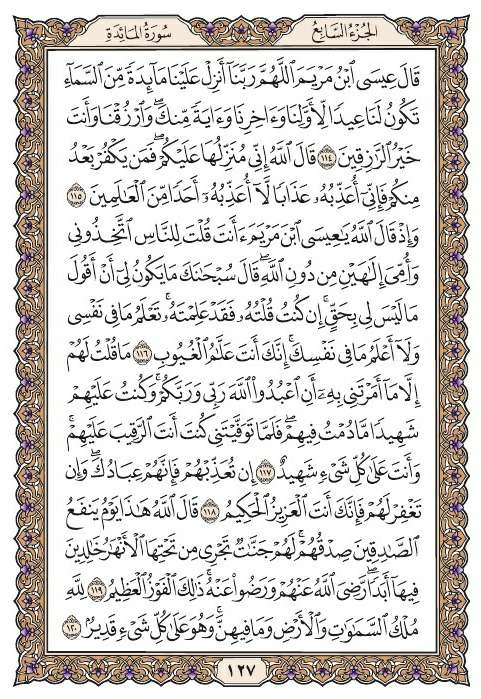 الجزء السابع
سورة المائدة
قَالَ عِيسَى ٱبْنُ مَرْيَمَ ٱللَّهُمَّ رَبَّنَآ أَنزِلْ عَلَيْنَا مَآئِدَةً مِّنَ ٱلسَّمَآءِ
تَكُونُ لَنَا عِيدًا لِّأَوَّلِنَا وَءَاخِرِنَا وَءَايَةً مِّنكَ ۖ وَٱرْزُقْنَا وَأَنتَ
خَيْرُ ٱلرَّٰزِقِينَ ١١٤ قَالَ ٱللَّهُ إِنِّى مُنَزِّلُهَا عَلَيْكُمْ ۖ فَمَن يَكْفُرْ بَعْدُ
مِنكُمْ فَإِنِّىٓ أُعَذِّبُهُۥ عَذَابًا لَّآ أُعَذِّبُهُۥٓ أَحَدًا مِّنَ ٱلْعَٰلَمِينَ ١١٥
وَإِذْ قَالَ ٱللَّهُ يَٰعِيسَى ٱبْنَ مَرْيَمَ ءَأَنتَ قُلْتَ لِلنَّاسِ ٱتَّخِذُونِى
وَأُمِّىَ إِلَٰهَيْنِ مِن دُونِ ٱللَّهِ ۖ قَالَ سُبْحَٰنَكَ مَا يَكُونُ لِىٓ أَنْ أَقُولَ
مَا لَيْسَ لِى بِحَقٍّ ۚ إِن كُنتُ قُلْتُهُۥ فَقَدْ عَلِمْتَهُۥ ۚ تَعْلَمُ مَا فِى نَفْسِى
وَلَآ أَعْلَمُ مَا فِى نَفْسِكَ ۚ إِنَّكَ أَنتَ عَلَّٰمُ ٱلْغُيُوبِ ١١٦ مَا قُلْتُ لَهُمْ
إِلَّا مَآ أَمَرْتَنِى بِهِۦٓ أَنِ ٱعْبُدُوا۟ ٱللَّهَ رَبِّى وَرَبَّكُمْ ۚ وَكُنتُ عَلَيْهِمْ
شَهِيدًا مَّا دُمْتُ فِيهِمْ ۖ فَلَمَّا تَوَفَّيْتَنِى كُنتَ أَنتَ ٱلرَّقِيبَ عَلَيْهِمْ ۚ
وَأَنتَ عَلَىٰ كُلِّ شَىْءٍ شَهِيدٌ ١١٧ إِن تُعَذِّبْهُمْ فَإِنَّهُمْ عِبَادُكَ ۖ وَإِن
تَغْفِرْ لَهُمْ فَإِنَّكَ أَنتَ ٱلْعَزِيزُ ٱلْحَكِيمُ ١١٨ قَالَ ٱللَّهُ هَٰذَا يَوْمُ يَنفَعُ
ٱلصَّٰدِقِينَ صِدْقُهُمْ ۚ لَهُمْ جَنَّٰتٌ تَجْرِى مِن تَحْتِهَا ٱلْأَنْهَٰرُ خَٰلِدِينَ
فِيهَآ أَبَدًا ۚ رَّضِىَ ٱللَّهُ عَنْهُمْ وَرَضُوا۟ عَنْهُ ۚ ذَٰلِكَ ٱلْفَوْزُ ٱلْعَظِيمُ ١١٩ لِلَّهِ
مُلْكُ ٱلسَّمَٰوَٰتِ وَٱلْأَرْضِ وَمَا فِيهِنَّ ۚ وَهُوَ عَلَىٰ كُلِّ شَىْءٍ قَدِيرٌۢ ١٢٠
١٢٧